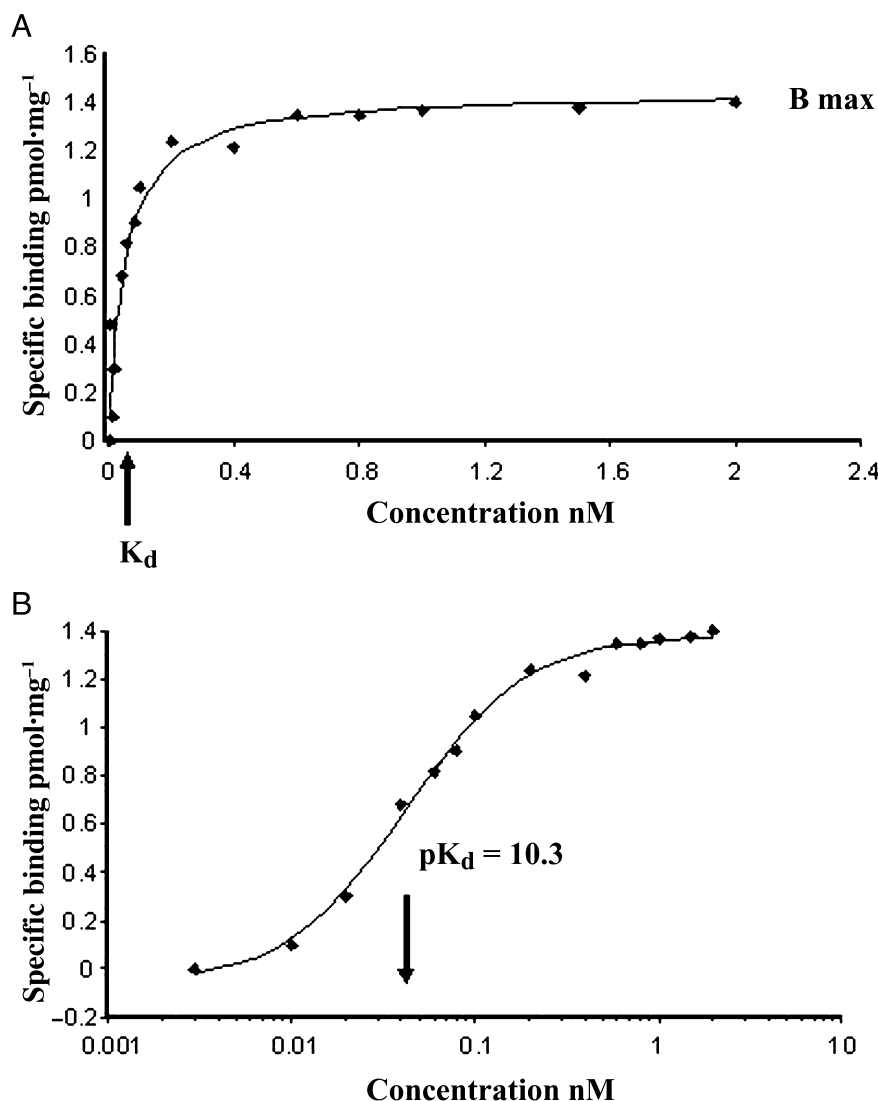 A
1.6
1.4
1.2
1
0.8
0.6
0.4
0.2
0
Specific binding pmol·mg⁻¹
B max
0 0.4 0.8 1.2 1.6 2 2.4
Concentration nM
Kd
B
1.4
1.2
1
0.8
0.6
0.4
0.2
0
−0.2
Specific binding pmol·mg⁻¹
pKd = 10.3
0.001 0.01 0.1 1 10
Concentration nM